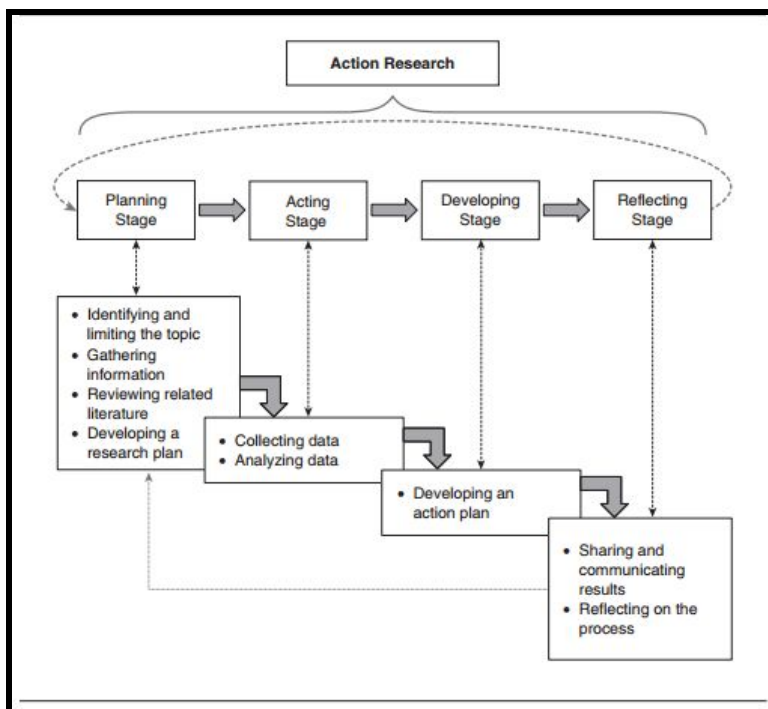 Action Research
Planning
Stage
Acting
Stage
Developing
Stage
Reflecting
Stage
• Identifying and
limiting the topic
• Gathering
information
• Reviewing related
literature
• Developing a
research plan
• Collecting data
• Analyzing data
• Developing an
action plan
• Sharing and
communicating
results
• Reflecting on the
process